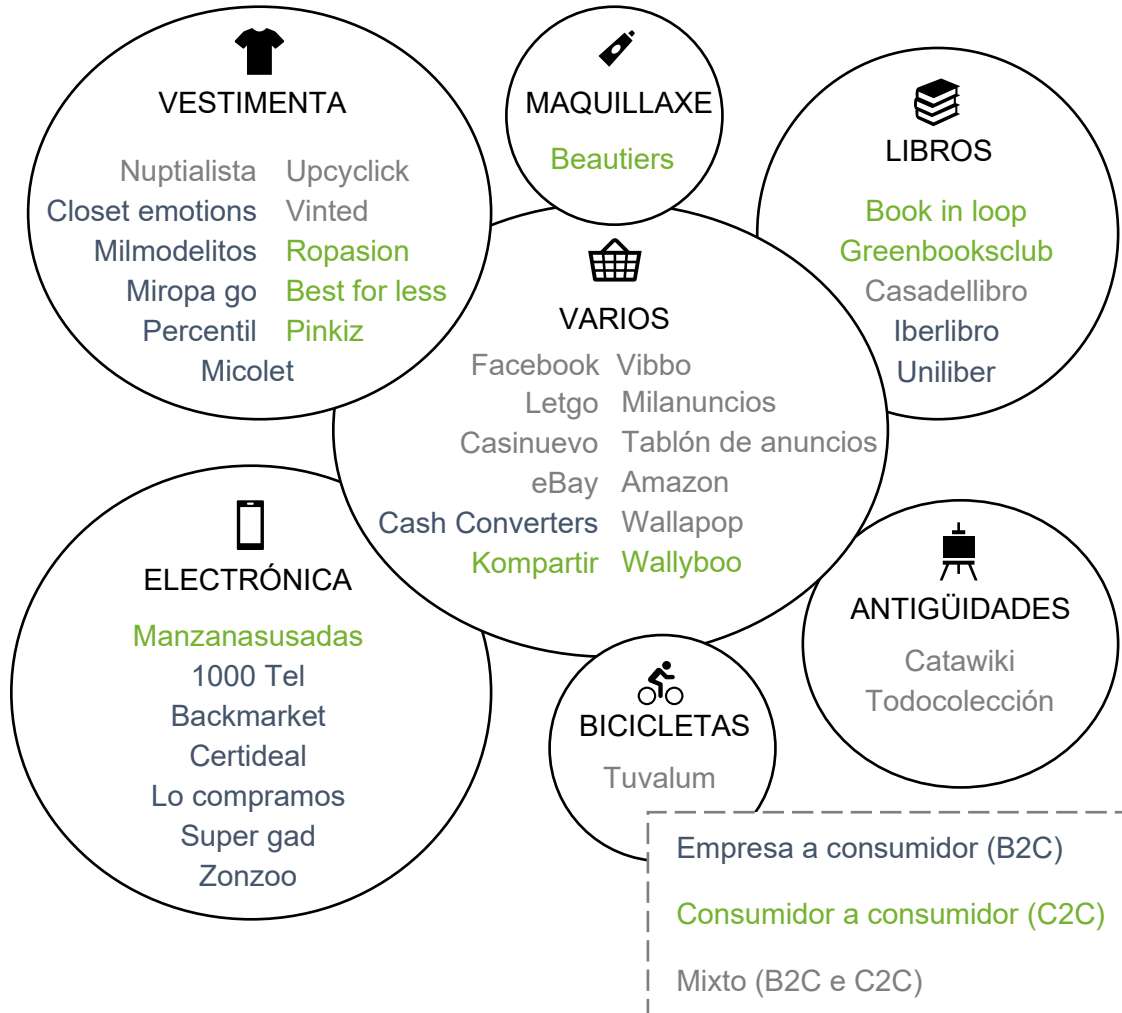 VESTIMENTA
Nuptialista Upcyclick
Closet emotions Vinted
Milmodelitos Ropasion
Miropa go Best for less
Percentil Pinkiz
Micolet
MAQUILLAXE
Beautiers
LIBROS
Book in loop
Greenbooksclub
Casadellibro
Iberlibro
Uniliber
VARIOS
Facebook Vibbo
Letgo Milanuncios
Casinuevo Tablón de anuncios
eBay Amazon
Cash Converters Wallapop
Kompartir Wallyboo
ELECTRÓNICA
Manzanasusadas
1000 Tel
Backmarket
Certideal
Lo compramos
Super gad
Zonzoo
BICICLETAS
Tuvalum
ANTIGÜIDADES
Catawiki
Todocolección
Empresa a consumidor (B2C)
Consumidor a consumidor (C2C)
Mixto (B2C e C2C)